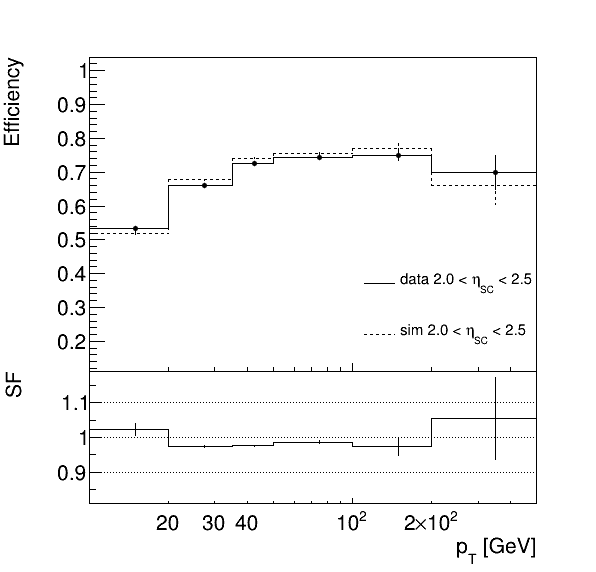 Efficiency
1
0.9
0.8
0.7
0.6
0.5
0.4
0.3
0.2
data 2.0 < η_SC < 2.5
sim 2.0 < η_SC < 2.5
SF
1.1
1
0.9
20 30 40 10² 2×10²
p_T [GeV]